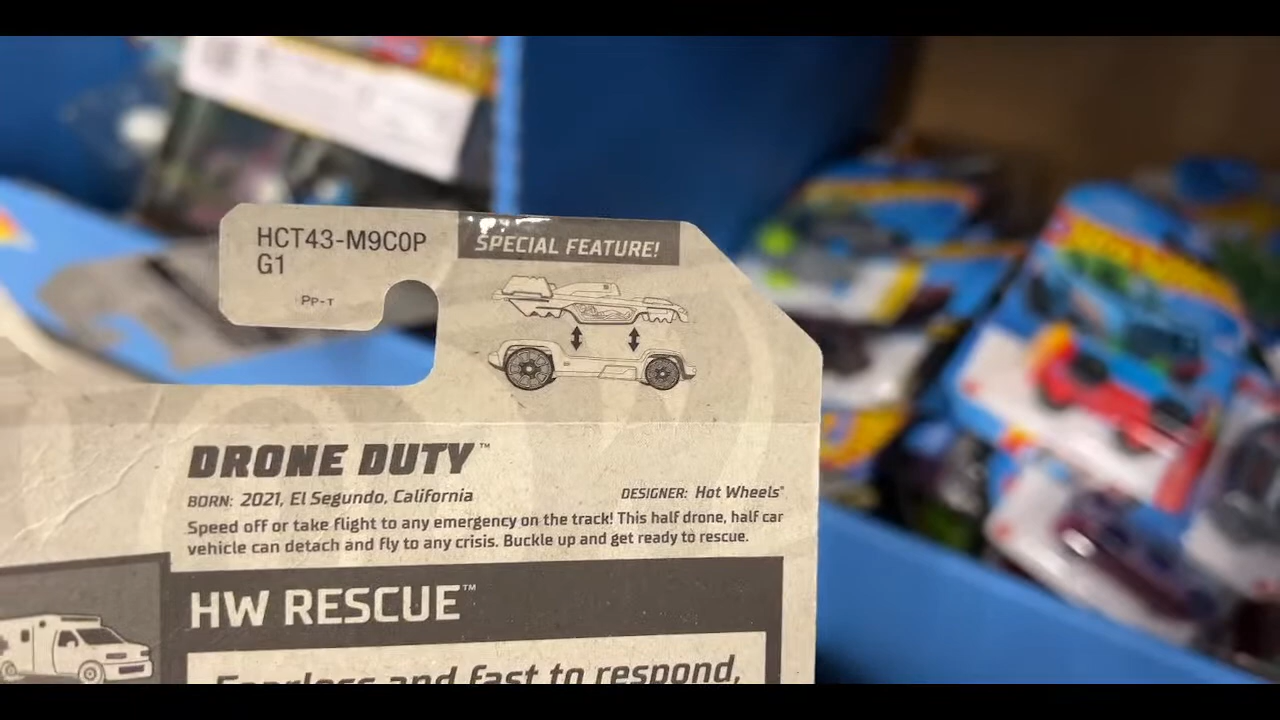 HCT43-M9C0P
G1
PP-T
SPECIAL FEATURE!
DRONE DUTY™
BORN: 2021, El Segundo, California
DESIGNER: Hot Wheels®
Speed off or take flight to any emergency on the track! This half drone, half car
vehicle can detach and fly to any crisis. Buckle up and get ready to rescue.
HW RESCUE™
Fearless and fast to respond,